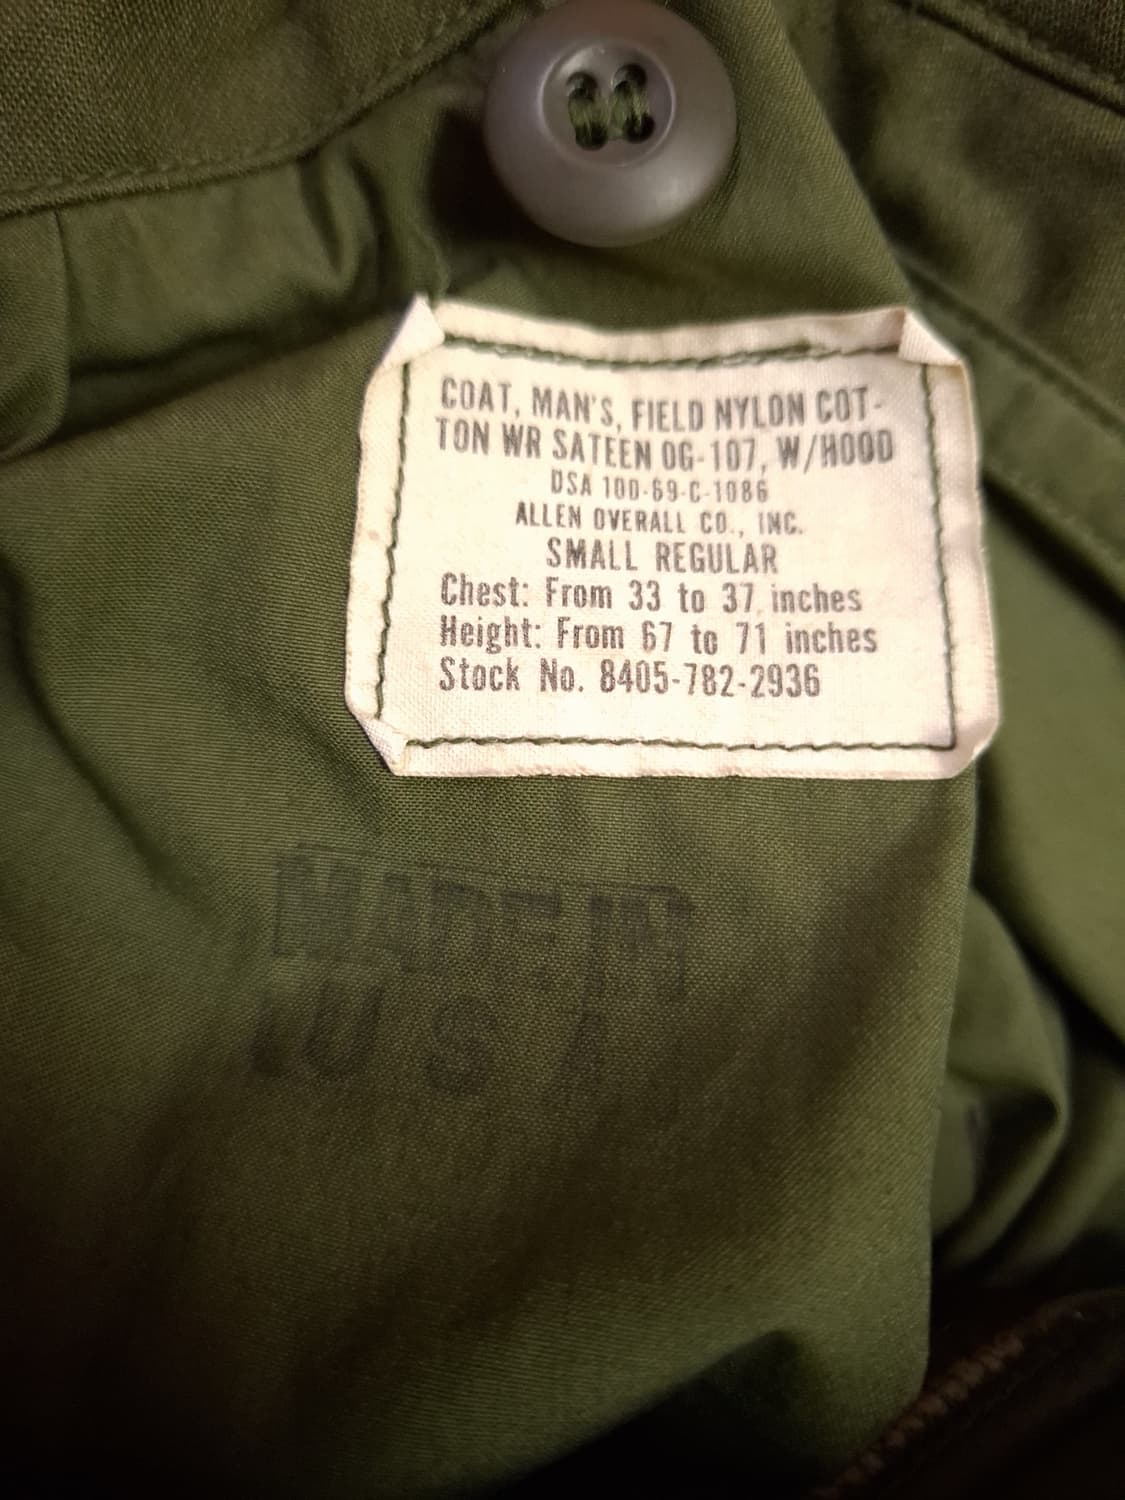 COAT, MAN'S, FIELD NYLON COT-
TON WR SATEEN OG-107, W/HOOD
DSA 100-69-C-1086
ALLEN OVERALL CO., INC.
SMALL REGULAR
Chest: From 33 to 37 inches
Height: From 67 to 71 inches
Stock No. 8405-782-2936
MADE IN
U S A